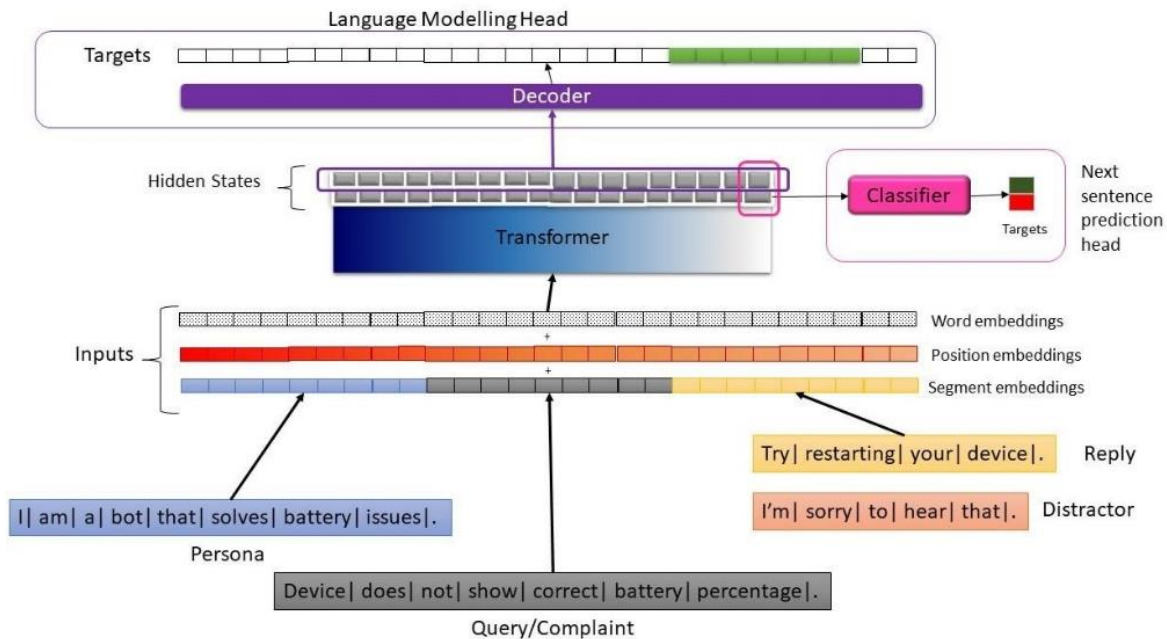 Language Modelling Head
Targets
Decoder
Hidden States
Transformer
Classifier
Targets
Next
sentence
prediction
head
Inputs
Word embeddings
+
Position embeddings
+
Segment embeddings
Try| restarting| your| device|.
Reply
I| am| a| bot| that| solves| battery| issues|.
Persona
I'm| sorry| to| hear| that|.
Distractor
Device| does| not| show| correct| battery| percentage|.
Query/Complaint